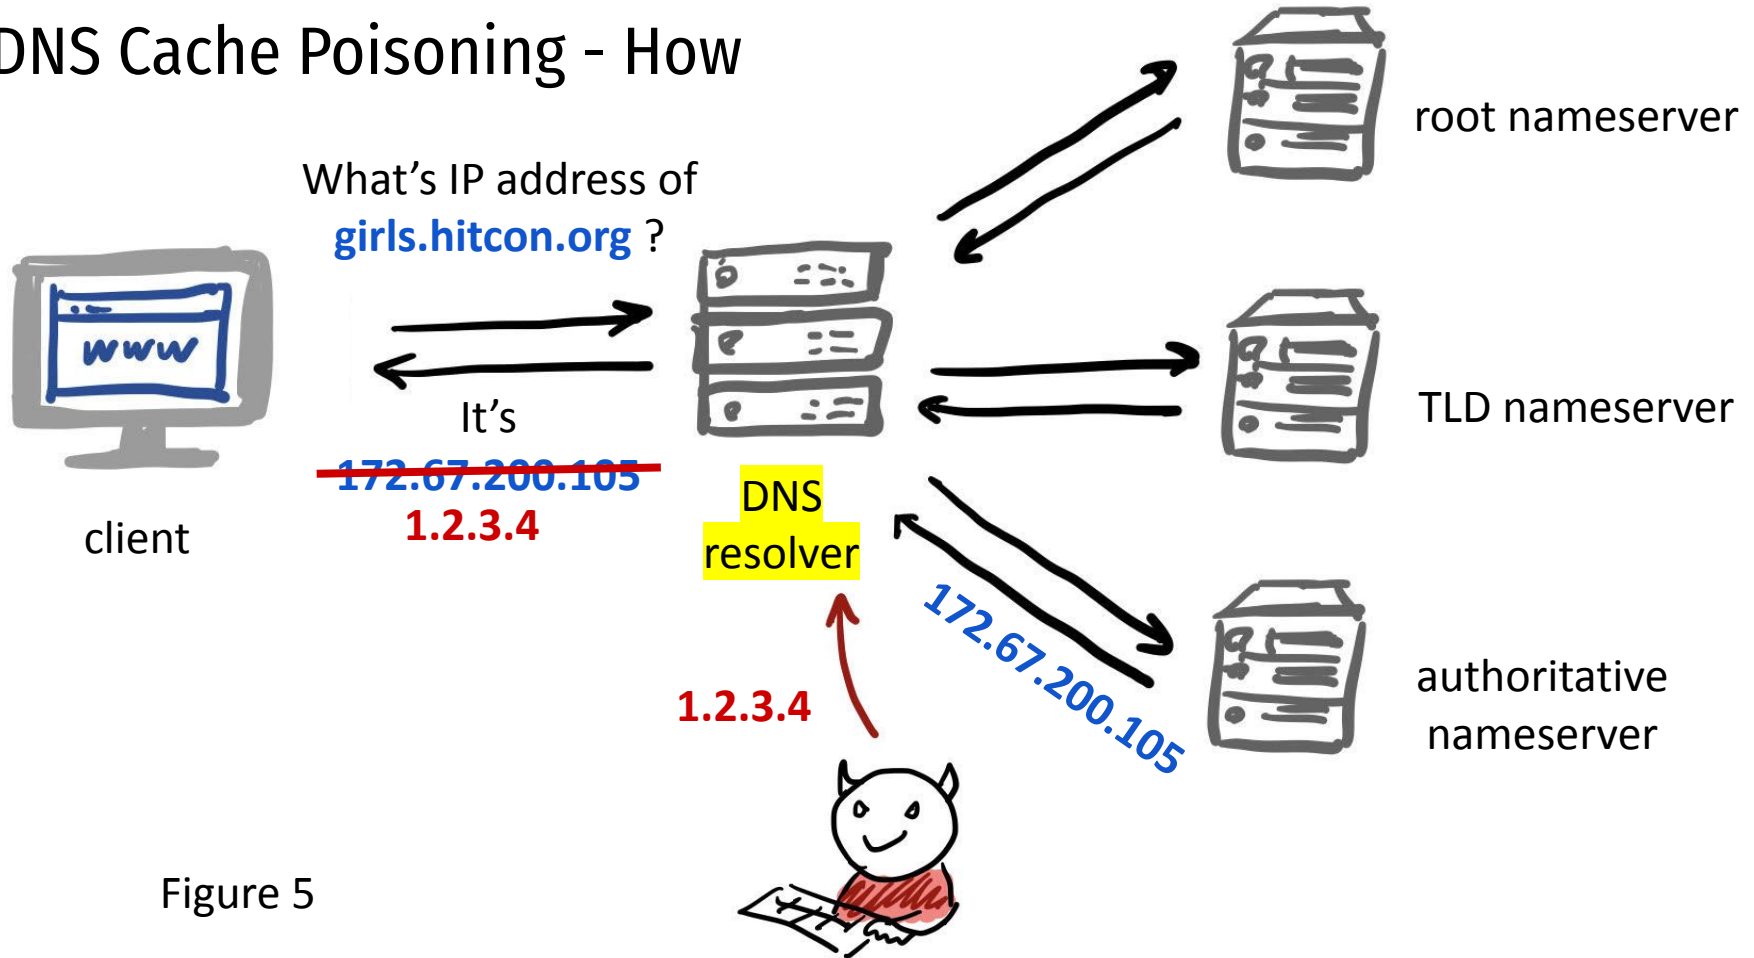 DNS Cache Poisoning - How
root nameserver
What's IP address of
girls.hitcon.org ?
www
It's
172.67.200.105
1.2.3.4
client
DNS
resolver
TLD nameserver
172.67.200.105
1.2.3.4
authoritative
nameserver
Figure 5